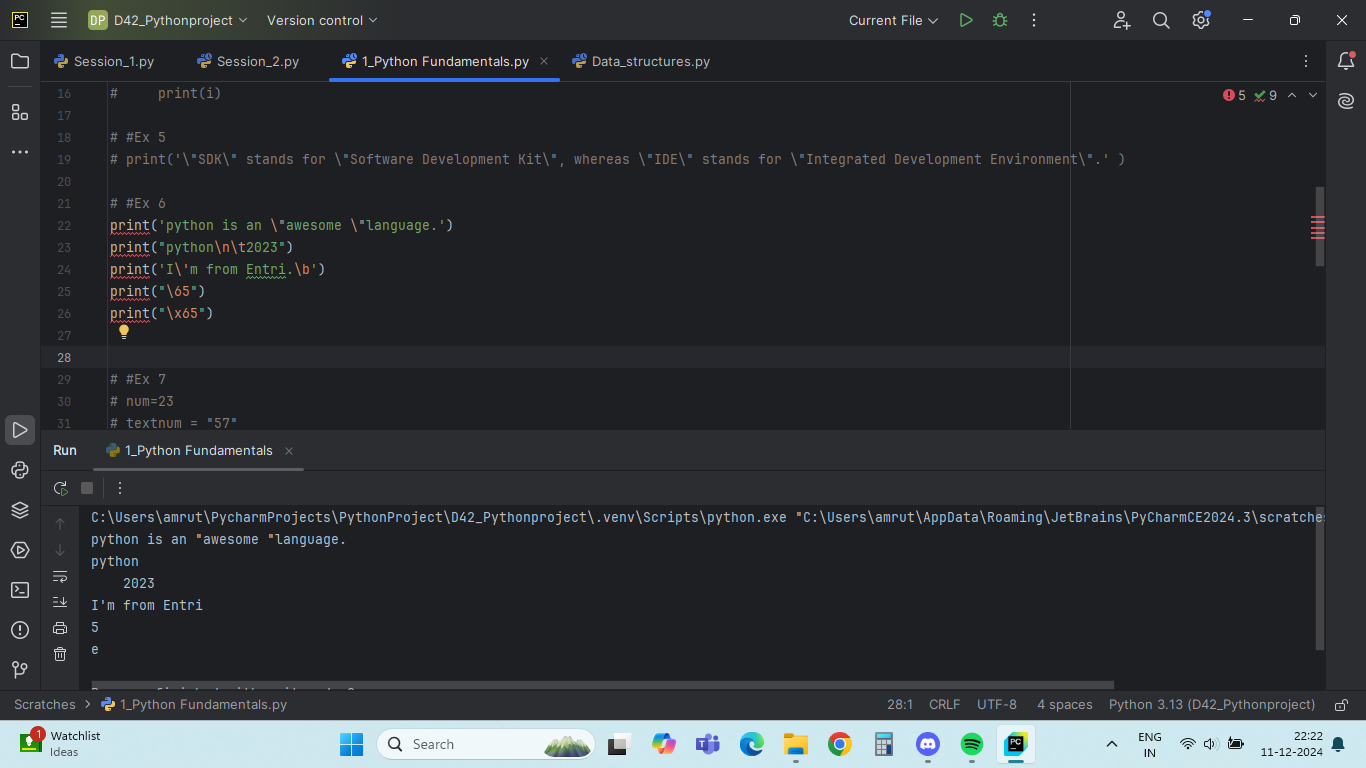 DP D42_Pythonproject Version control Current File
Session_1.py Session_2.py 1_Python Fundamentals.py Data_structures.py
16 #     print(i)
5 9
17
18 # #Ex 5
19 # print('\"SDK\" stands for \"Software Development Kit\", whereas \"IDE\" stands for \"Integrated Development Environment\".' )
20
21 # #Ex 6
22 print('python is an \"awesome \"language.')
23 print("python\n\t2023")
24 print('I\'m from Entri.\b')
25 print("\65")
26 print("\x65")
27
28
29 # #Ex 7
30 # num=23
31 # textnum = "57"
Run 1_Python Fundamentals
C:\Users\amrut\PycharmProjects\PythonProject\D42_Pythonproject\.venv\Scripts\python.exe "C:\Users\amrut\AppData\Roaming\JetBrains\PyCharmCE2024.3\scratches
python is an "awesome "language.
python
    2023
I'm from Entri
5
e
Scratches > 1_Python Fundamentals.py 28:1 CRLF UTF-8 4 spaces Python 3.13 (D42_Pythonproject)
1 Watchlist
Ideas
Search
ENG
IN
22:22
11-12-2024